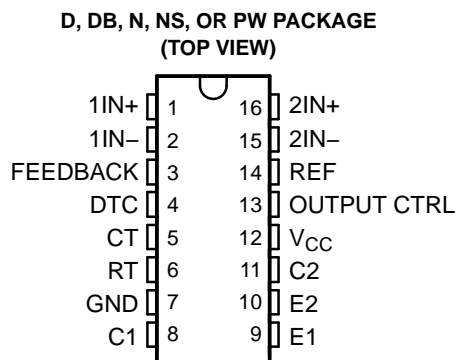 D, DB, N, NS, OR PW PACKAGE
(TOP VIEW)
1IN+ 1 16 2IN+
1IN− 2 15 2IN−
FEEDBACK 3 14 REF
DTC 4 13 OUTPUT CTRL
CT 5 12 VCC
RT 6 11 C2
GND 7 10 E2
C1 8 9 E1